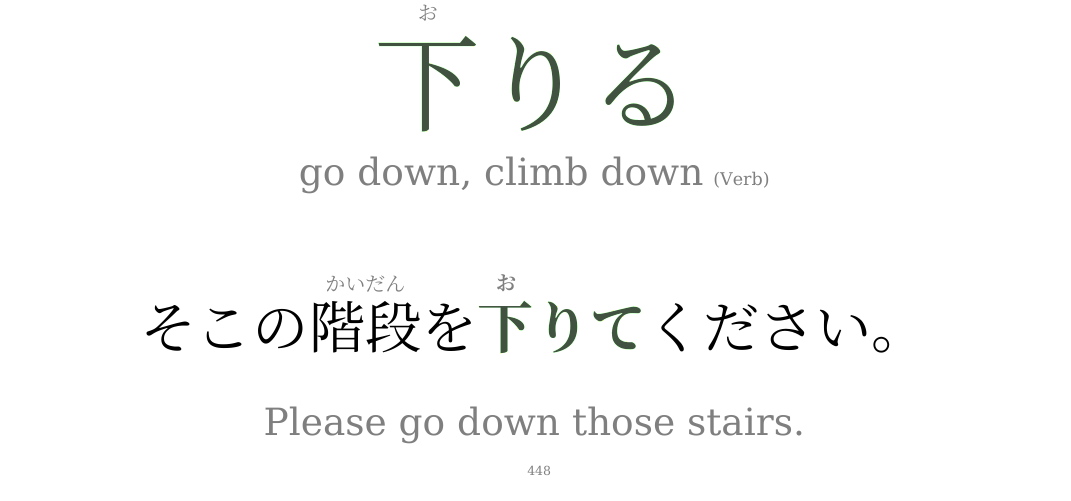 お
下りる
go down, climb down (Verb)
かいだん お
そこの階段を下りてください。
Please go down those stairs.
448